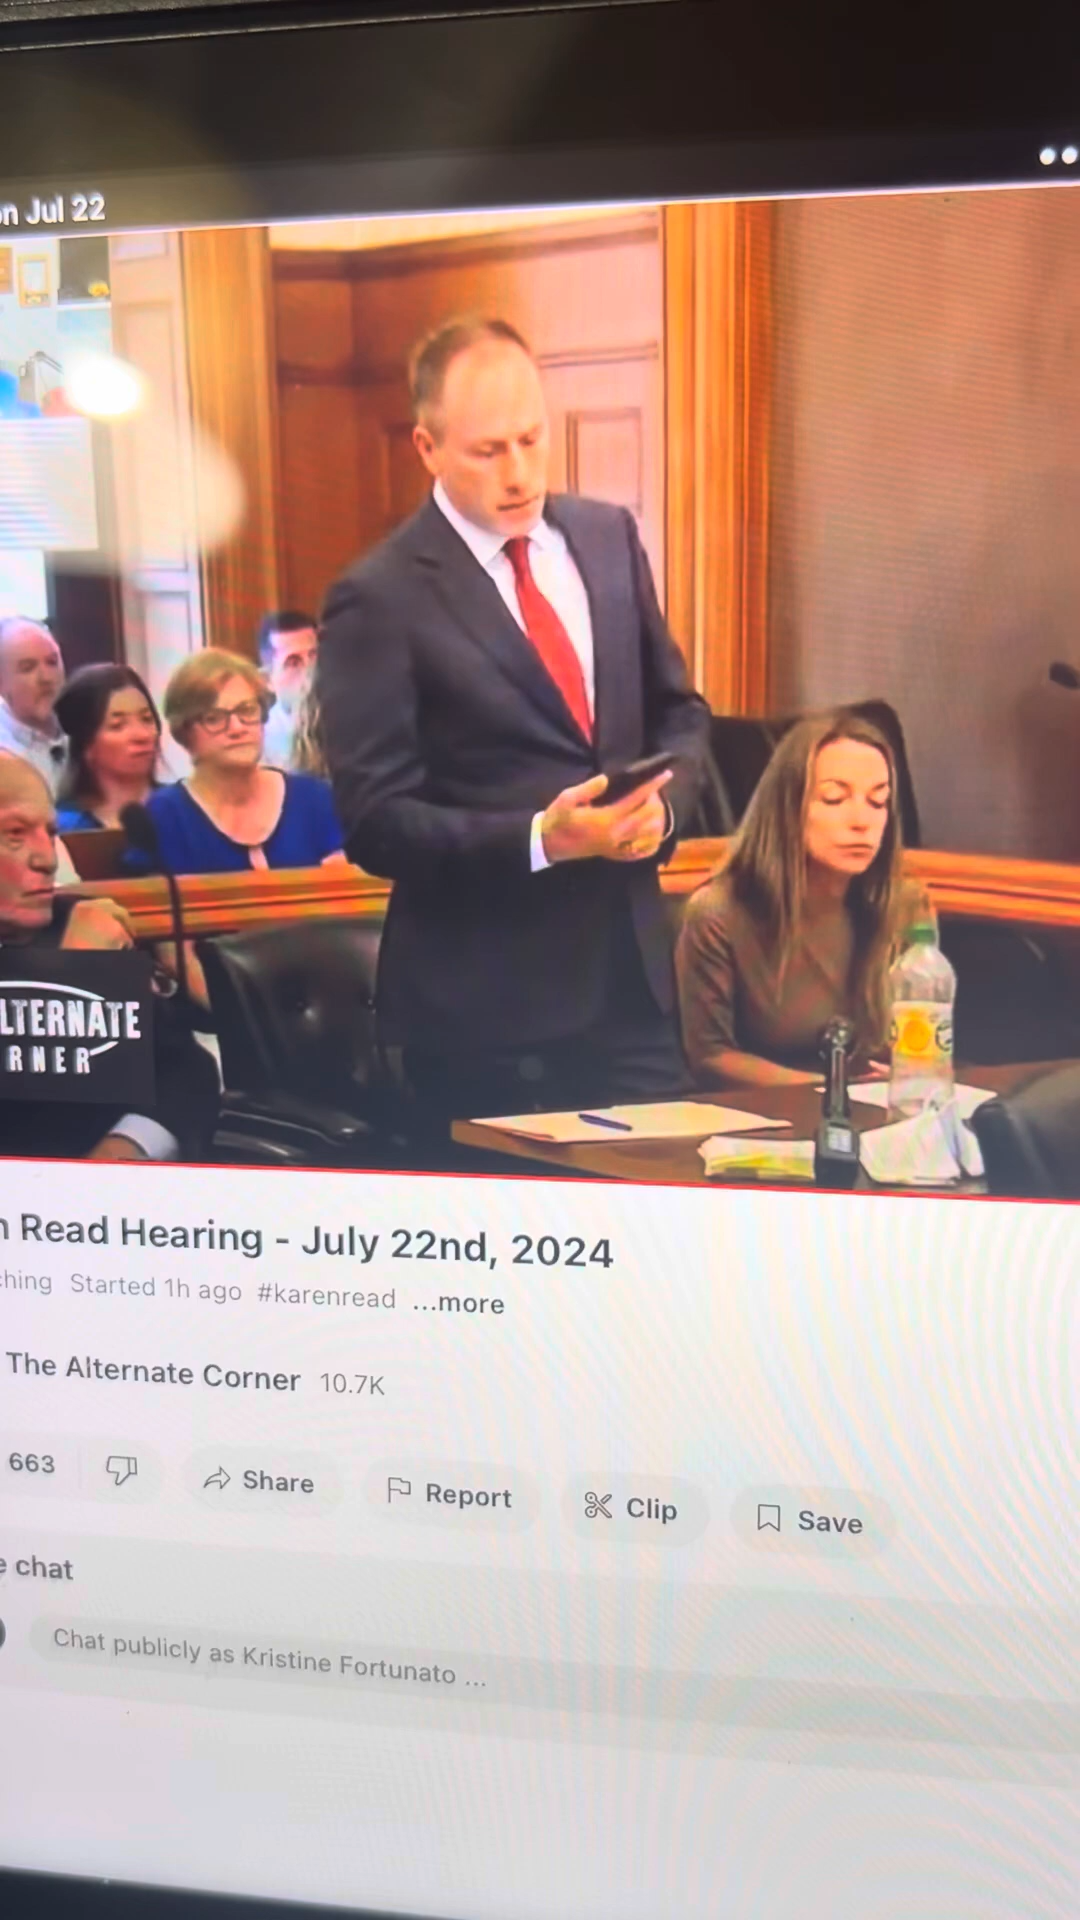 n Jul 22
LTERNATE
RNER
n Read Hearing - July 22nd, 2024
ching Started 1h ago #karenread ...more
The Alternate Corner 10.7K
663 Share Report Clip Save
e chat
Chat publicly as Kristine Fortunato ...